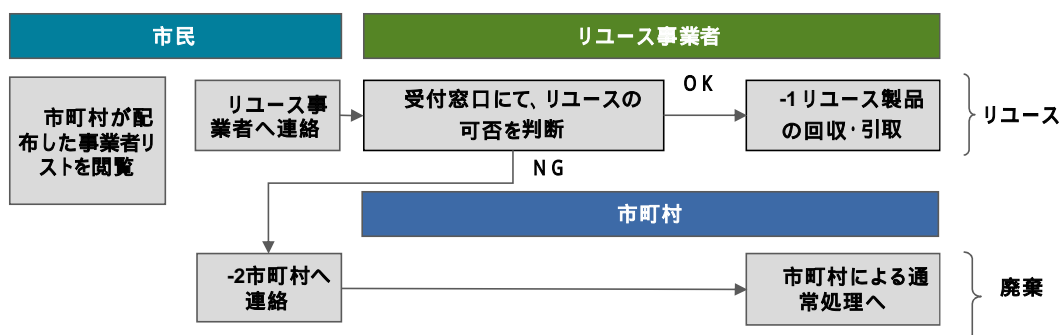 市民
リユース事業者
市町村が配
布した事業者リ
ストを閲覧
リユース事
業者へ連絡
受付窓口にて、リユースの
可否を判断
OK
-1リユース製品
の回収・引取
リユース
NG
市町村
-2市町村へ
連絡
市町村による通
常処理へ
廃棄